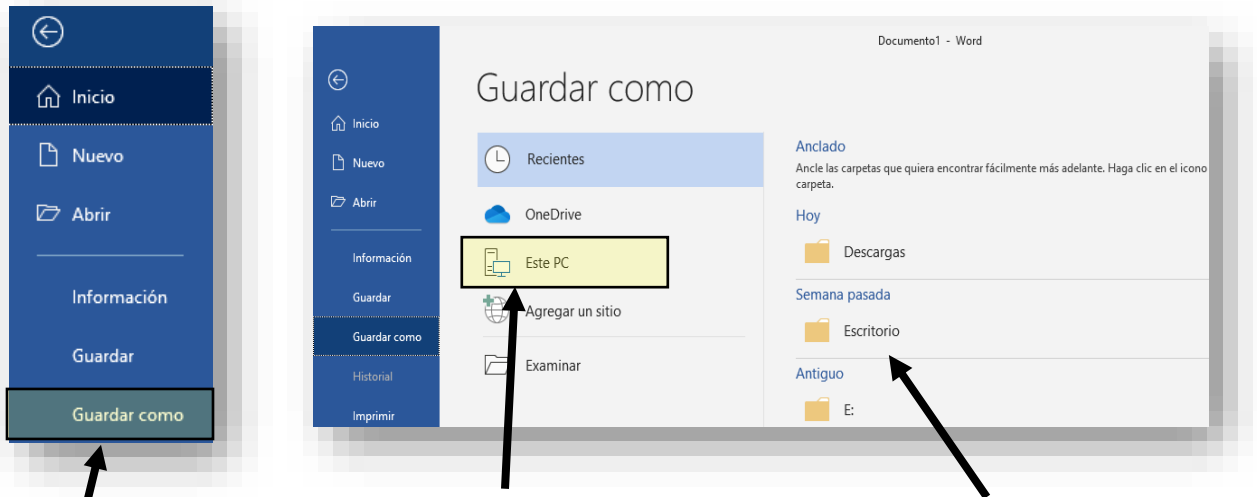 Inicio
Nuevo
Abrir
Información
Guardar
Guardar como
Documento1 - Word
Guardar como
Inicio
Nuevo
Abrir
Información
Guardar
Guardar como
Historial
Imprimir
Recientes
OneDrive
Este PC
Agregar un sitio
Examinar
Anclado
Ancle las carpetas que quiera encontrar fácilmente más adelante. Haga clic en el icono
carpeta.
Hoy
Descargas
Semana pasada
Escritorio
Antiguo
E: